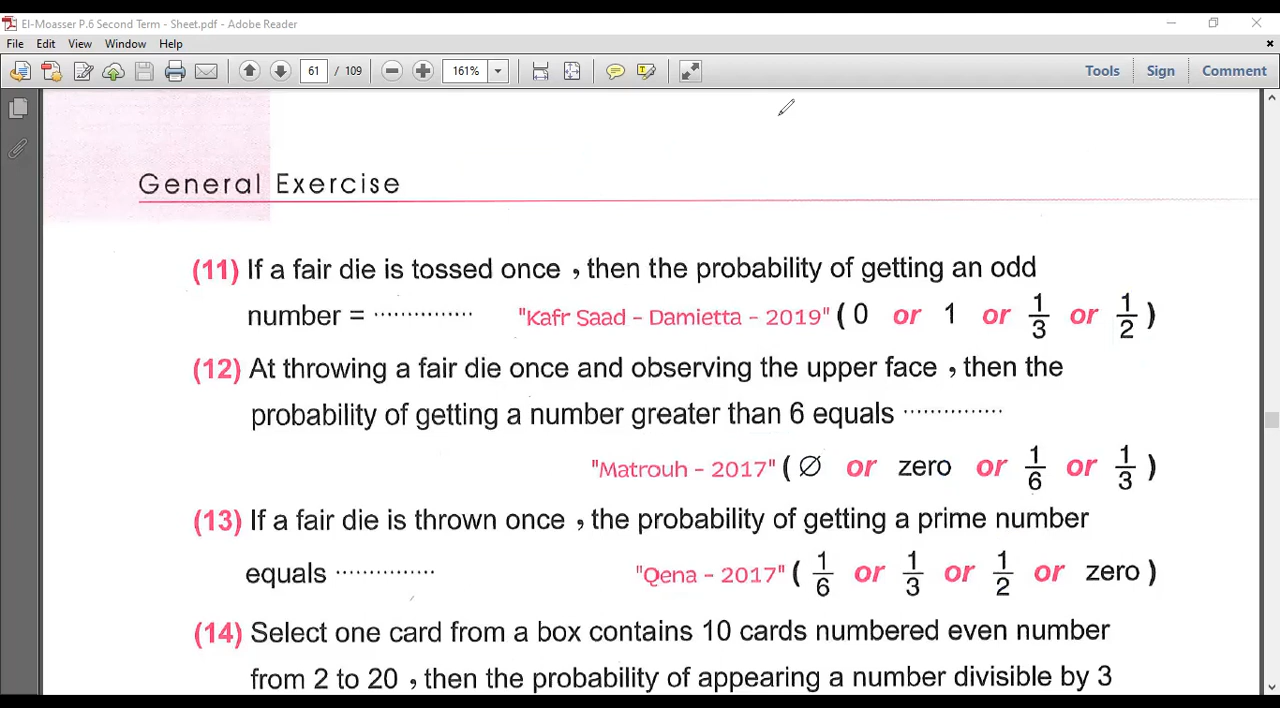 El-Moasser P.6 Second Term - Sheet.pdf - Adobe Reader
File Edit View Window Help
61 / 109 161% Tools Sign Comment
General Exercise
(11) If a fair die is tossed once , then the probability of getting an odd
number = ............... "Kafr Saad - Damietta - 2019" ( 0 or 1 or 1/3 or 1/2 )
(12) At throwing a fair die once and observing the upper face , then the
probability of getting a number greater than 6 equals ...............
"Matrouh - 2017" ( ∅ or zero or 1/6 or 1/3 )
(13) If a fair die is thrown once , the probability of getting a prime number
equals ............... "Qena - 2017" ( 1/6 or 1/3 or 1/2 or zero )
(14) Select one card from a box contains 10 cards numbered even number
from 2 to 20 , then the probability of appearing a number divisible by 3